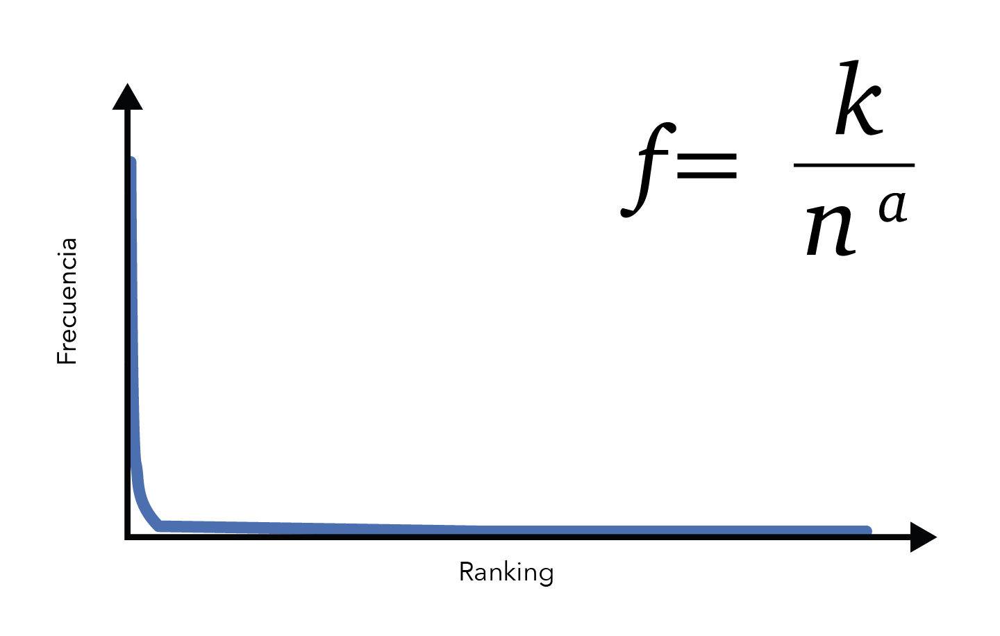 f = k / n^a
Frecuencia
Ranking